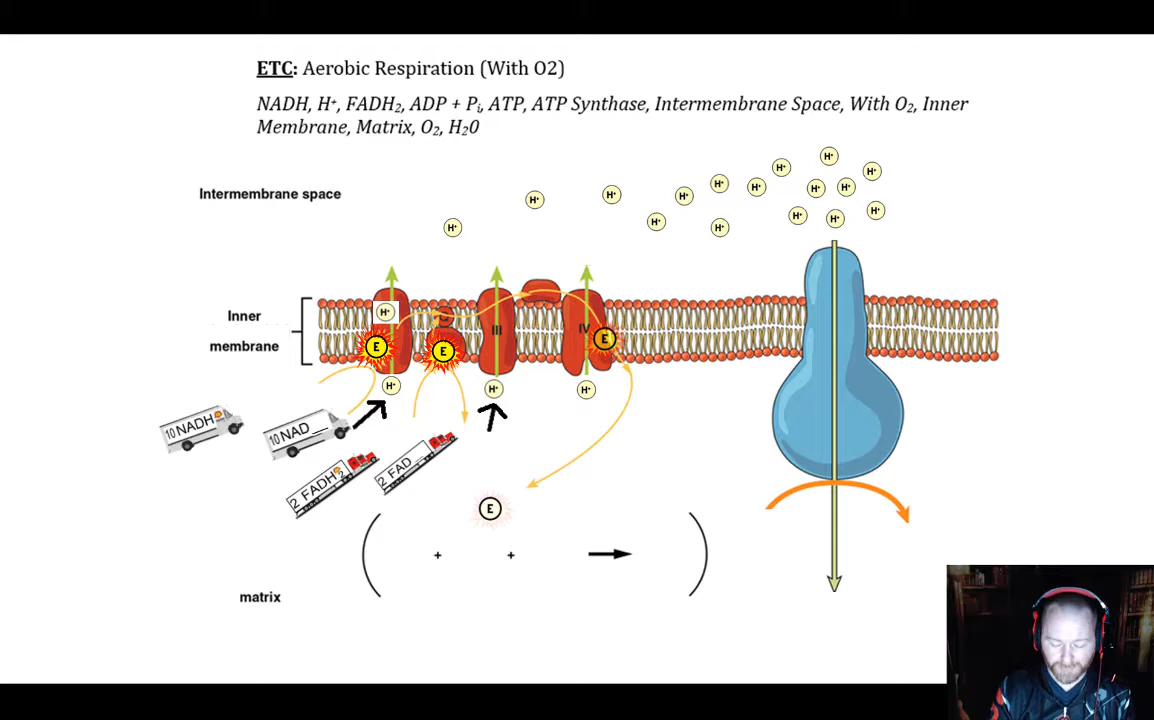 ETC: Aerobic Respiration (With O2)
NADH, H⁺, FADH₂, ADP + Pᵢ, ATP, ATP Synthase, Intermembrane Space, With O₂, Inner
Membrane, Matrix, O₂, H₂0
H⁺
H⁺ H⁺ H⁺
H⁺ H⁺ H⁺ H⁺
Intermembrane space
H⁺ H⁺ H⁺
H⁺ H⁺ H⁺ H⁺
H⁺ H⁺
Inner
membrane
H⁺
III
IV
E
E
E
H⁺ H⁺ H⁺
10 NADH
10 NAD
2 FADH₂
2 FAD
E
( + + → )
matrix